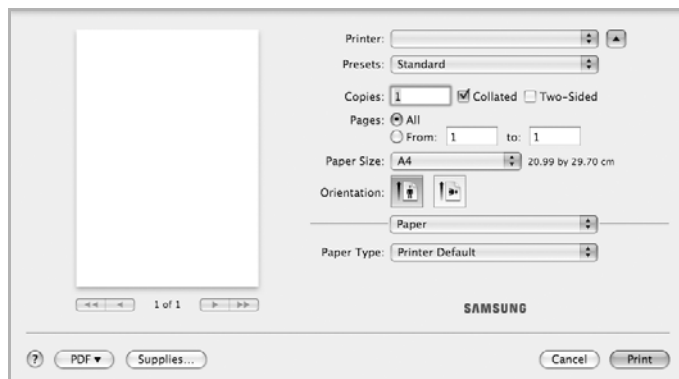 Printer:
Presets: Standard
Copies: 1 Collated Two-Sided
Pages: All
From: 1 to: 1
Paper Size: A4 20.99 by 29.70 cm
Orientation:
Paper
Paper Type: Printer Default
1 of 1
SAMSUNG
? PDF Supplies... Cancel Print